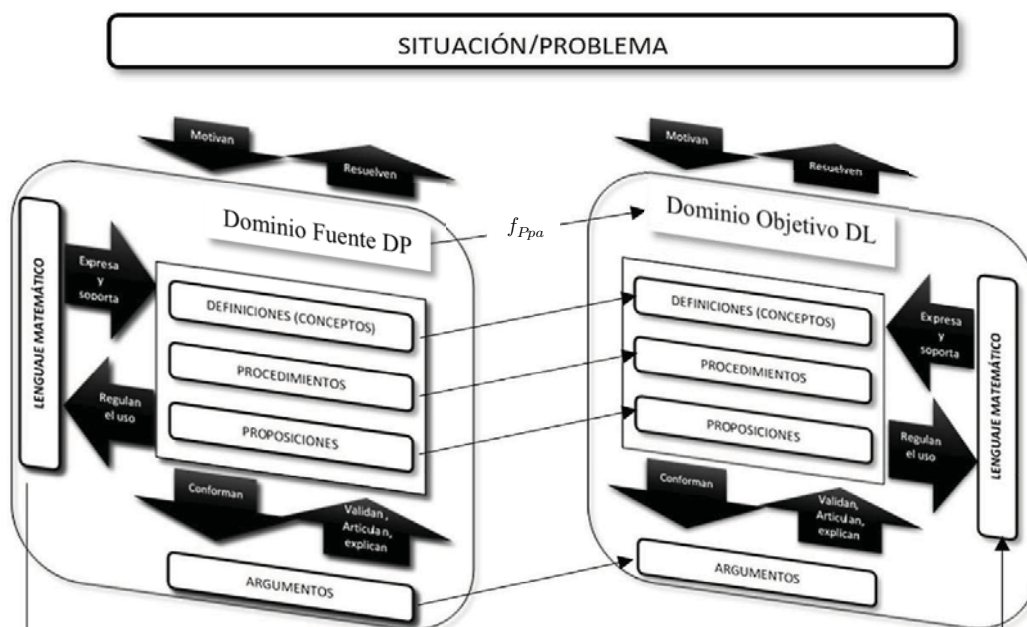 SITUACIÓN/PROBLEMA
Motivan
Resuelven
Dominio Fuente DP
LENGUAJE MATEMÁTICO
Expresa
y
soporta
DEFINICIONES (CONCEPTOS)
PROCEDIMIENTOS
PROPOSICIONES
Regulan
el uso
Conforman
Validan,
Articulan,
explican
ARGUMENTOS
f_{Ppa}
Motivan
Resuelven
Dominio Objetivo DL
DEFINICIONES (CONCEPTOS)
PROCEDIMIENTOS
PROPOSICIONES
Expresa
y
soporta
Regulan
el uso
LENGUAJE MATEMÁTICO
Conforman
Validan,
Articulan,
explican
ARGUMENTOS